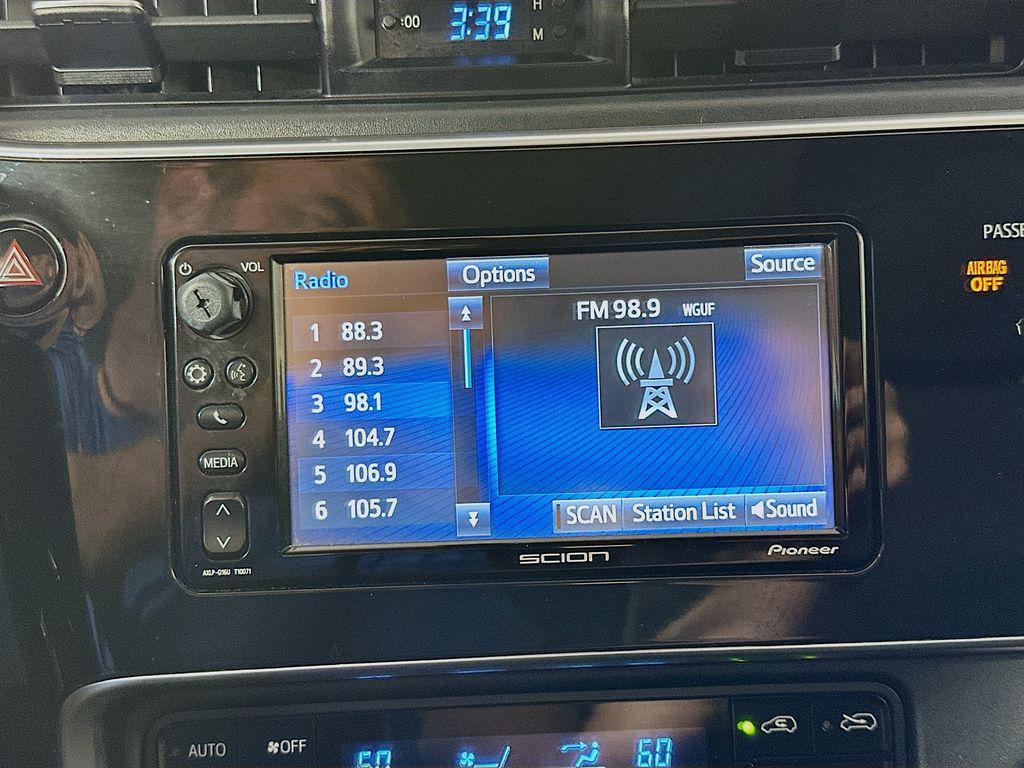 :00 3:39 H
M
PASSE
AIRBAG
OFF
VOL
Radio Options Source
FM 98.9 WGUF
1 88.3
2 89.3
3 98.1
4 104.7
5 106.9
6 105.7
MEDIA
SCAN Station List Sound
SCION Pioneer
AUTO OFF
60 60